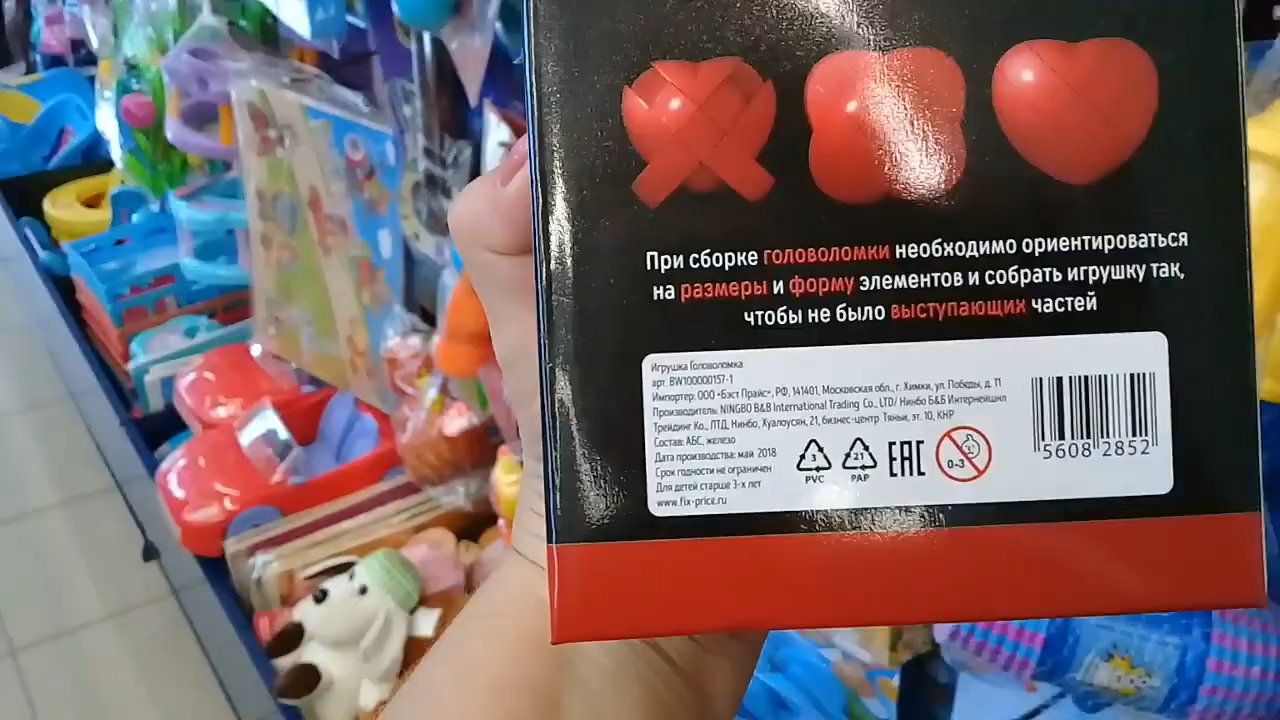 При сборке головоломки необходимо ориентироваться
на размеры и форму элементов и собрать игрушку так,
чтобы не было выступающих частей
Игрушка Головоломка
арт. BW100000157-1
Импортер: ООО «Бэст Прайс», РФ, 141401, Московская обл., г. Химки, ул. Победы, д. 11
Производитель: NINGBO B&B International Trading Co., LTD/ Нинбо Б&Б Интернейшнл
Трейдинг Ко., ЛТД, Нинбо, Хуалоусян, 21, бизнес-центр Тяньи, эт. 10, КНР
Состав: АБС, железо
Дата производства: май 2018
Срок годности не ограничен
Для детей старше 3-х лет
www.fix-price.ru
3
PVC
21
PAP
EAC
0-3
5608 2852